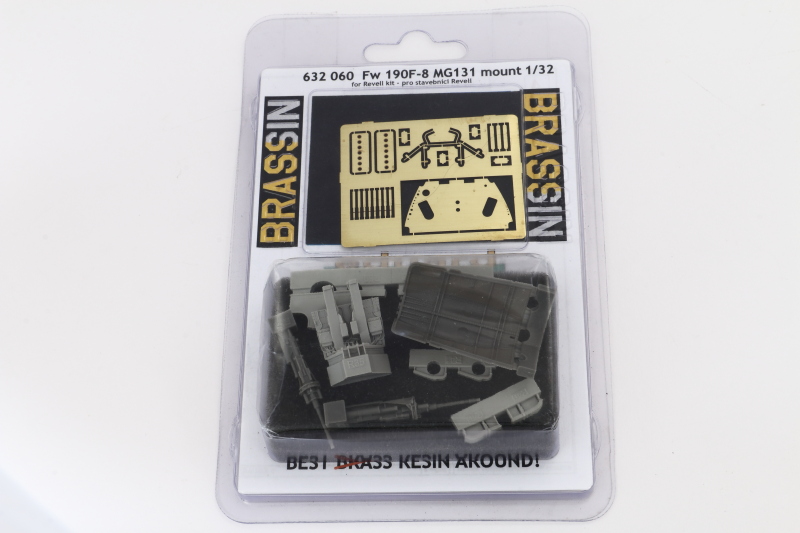 632 060 Fw 190F-8 MG131 mount 1/32
for Revell kit - pro stavebnici Revell
BRASSIN
BRASSIN
BEST BRASS RESIN AROUND!